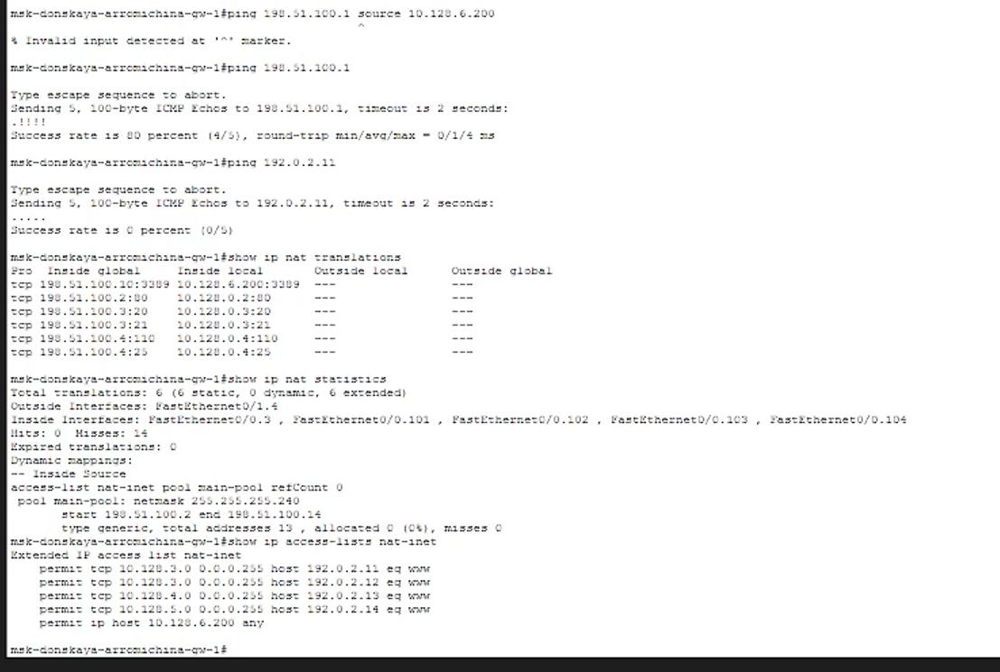 msk-donskaya-arromichina-gw-1#ping 198.51.100.1 source 10.128.6.200
^
% Invalid input detected at '^' marker.
msk-donskaya-arromichina-gw-1#ping 198.51.100.1
Type escape sequence to abort.
Sending 5, 100-byte ICMP Echos to 198.51.100.1, timeout is 2 seconds:
.!!!!
Success rate is 80 percent (4/5), round-trip min/avg/max = 0/1/4 ms
msk-donskaya-arromichina-gw-1#ping 192.0.2.11
Type escape sequence to abort.
Sending 5, 100-byte ICMP Echos to 192.0.2.11, timeout is 2 seconds:
.....
Success rate is 0 percent (0/5)
msk-donskaya-arromichina-gw-1#show ip nat translations
Pro  Inside global     Inside local       Outside local      Outside global
tcp 198.51.100.10:3389 10.128.6.200:3389  ---                ---
tcp 198.51.100.2:80    10.128.0.2:80      ---                ---
tcp 198.51.100.3:20    10.128.0.3:20      ---                ---
tcp 198.51.100.3:21    10.128.0.3:21      ---                ---
tcp 198.51.100.4:110   10.128.0.4:110     ---                ---
tcp 198.51.100.4:25    10.128.0.4:25      ---                ---
msk-donskaya-arromichina-gw-1#show ip nat statistics
Total translations: 6 (6 static, 0 dynamic, 6 extended)
Outside Interfaces: FastEthernet0/1.4
Inside Interfaces: FastEthernet0/0.3 , FastEthernet0/0.101 , FastEthernet0/0.102 , FastEthernet0/0.103 , FastEthernet0/0.104
Hits: 0  Misses: 14
Expired translations: 0
Dynamic mappings:
-- Inside Source
access-list nat-inet pool main-pool refCount 0
pool main-pool: netmask 255.255.255.240
start 198.51.100.2 end 198.51.100.14
type generic, total addresses 13 , allocated 0 (0%), misses 0
msk-donskaya-arromichina-gw-1#show ip access-lists nat-inet
Extended IP access list nat-inet
permit tcp 10.128.3.0 0.0.0.255 host 192.0.2.11 eq www
permit tcp 10.128.3.0 0.0.0.255 host 192.0.2.12 eq www
permit tcp 10.128.4.0 0.0.0.255 host 192.0.2.13 eq www
permit tcp 10.128.5.0 0.0.0.255 host 192.0.2.14 eq www
permit ip host 10.128.6.200 any
msk-donskaya-arromichina-gw-1#